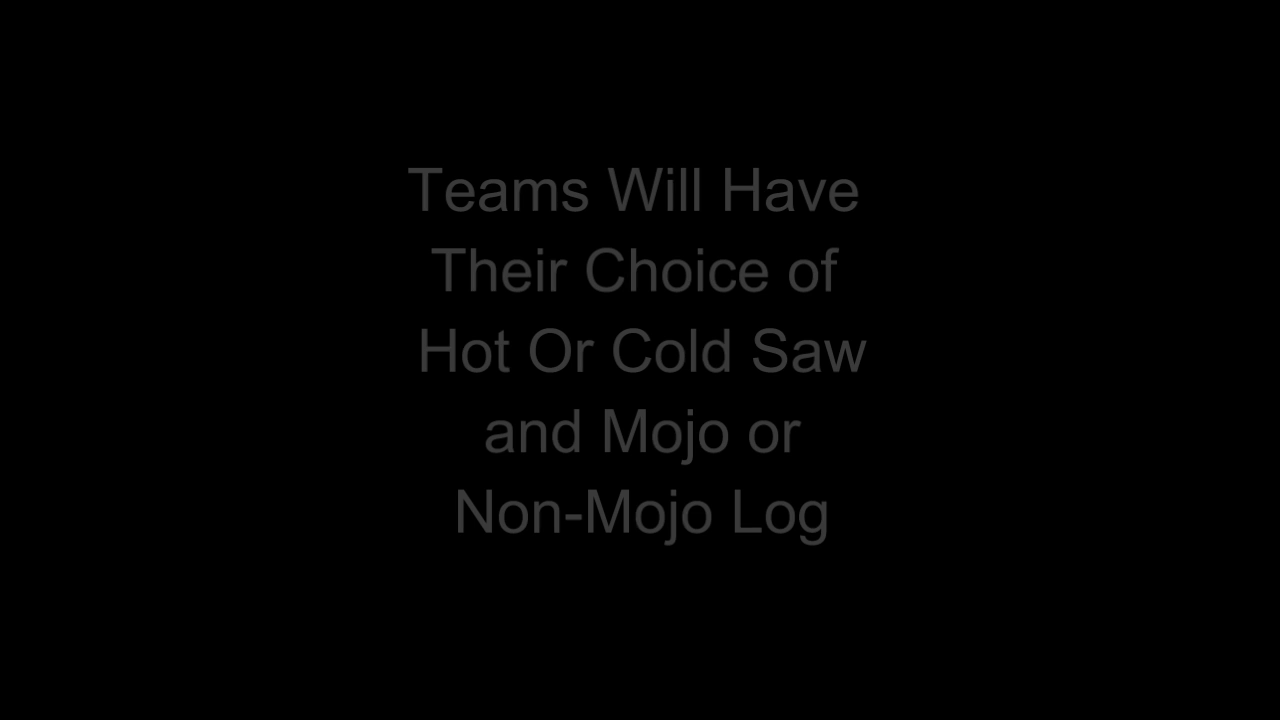 Teams Will Have
Their Choice of
Hot Or Cold Saw
and Mojo or
Non-Mojo Log